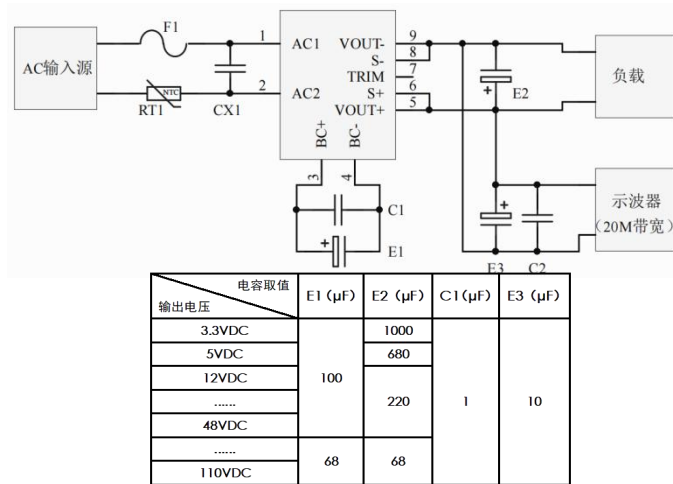 F1
AC输入源
NTC
RT1
CX1
1
2
AC1
AC2
VOUT-
S-
TRIM
S+
VOUT+
BC+
BC-
9
8
7
6
5
3
4
C1
E1
E2
负载
示波器
（20M带宽）
E3
C2
电容取值
输出电压
E1 (μF)
E2 (μF)
C1(μF)
E3 (μF)
3.3VDC
1000
5VDC
680
12VDC
100
......
220
1
10
48VDC
......
68
68
110VDC